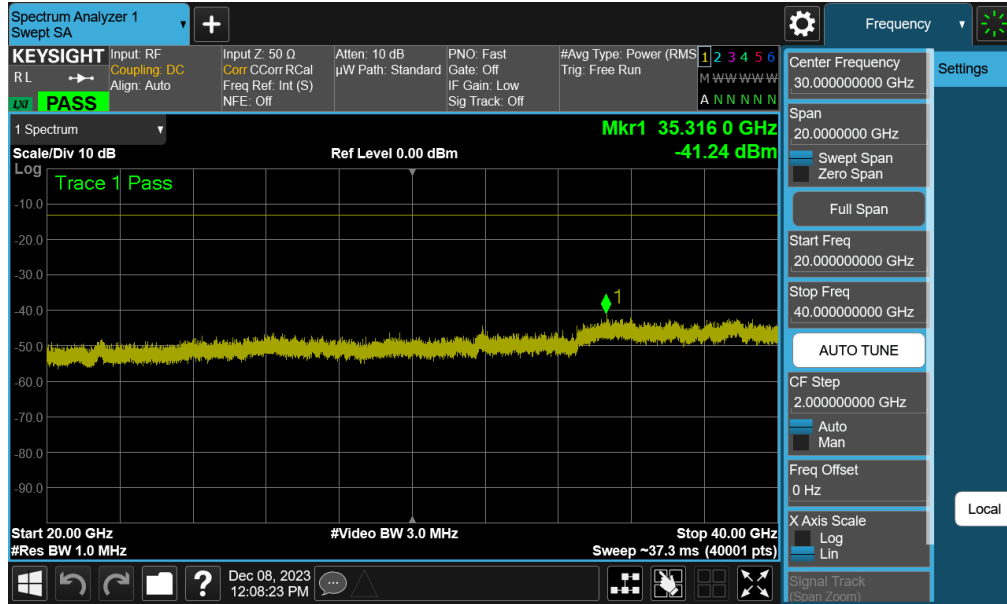 Spectrum Analyzer 1
Swept SA
Frequency
KEYSIGHT
RL
LXI
PASS
Input: RF
Coupling: DC
Align: Auto
Input Z: 50 Ω
Corr CCorr RCal
Freq Ref: Int (S)
NFE: Off
Atten: 10 dB
µW Path: Standard
PNO: Fast
Gate: Off
IF Gain: Low
Sig Track: Off
#Avg Type: Power (RMS
Trig: Free Run
1 2 3 4 5 6
M W W W W W
A N N N N N
1 Spectrum
Mkr1 35.316 0 GHz
-41.24 dBm
Scale/Div 10 dB
Ref Level 0.00 dBm
Log
Trace 1 Pass
-10.0
-20.0
-30.0
1
-40.0
-50.0
-60.0
-70.0
-80.0
-90.0
Start 20.00 GHz
#Video BW 3.0 MHz
Stop 40.00 GHz
#Res BW 1.0 MHz
Sweep ~37.3 ms (40001 pts)
Dec 08, 2023
12:08:23 PM
Center Frequency
30.000000000 GHz
Span
20.0000000 GHz
Swept Span
Zero Span
Full Span
Start Freq
20.000000000 GHz
Stop Freq
40.000000000 GHz
AUTO TUNE
CF Step
2.000000000 GHz
Auto
Man
Freq Offset
0 Hz
X Axis Scale
Log
Lin
Signal Track
(Span Zoom)
Settings
Local